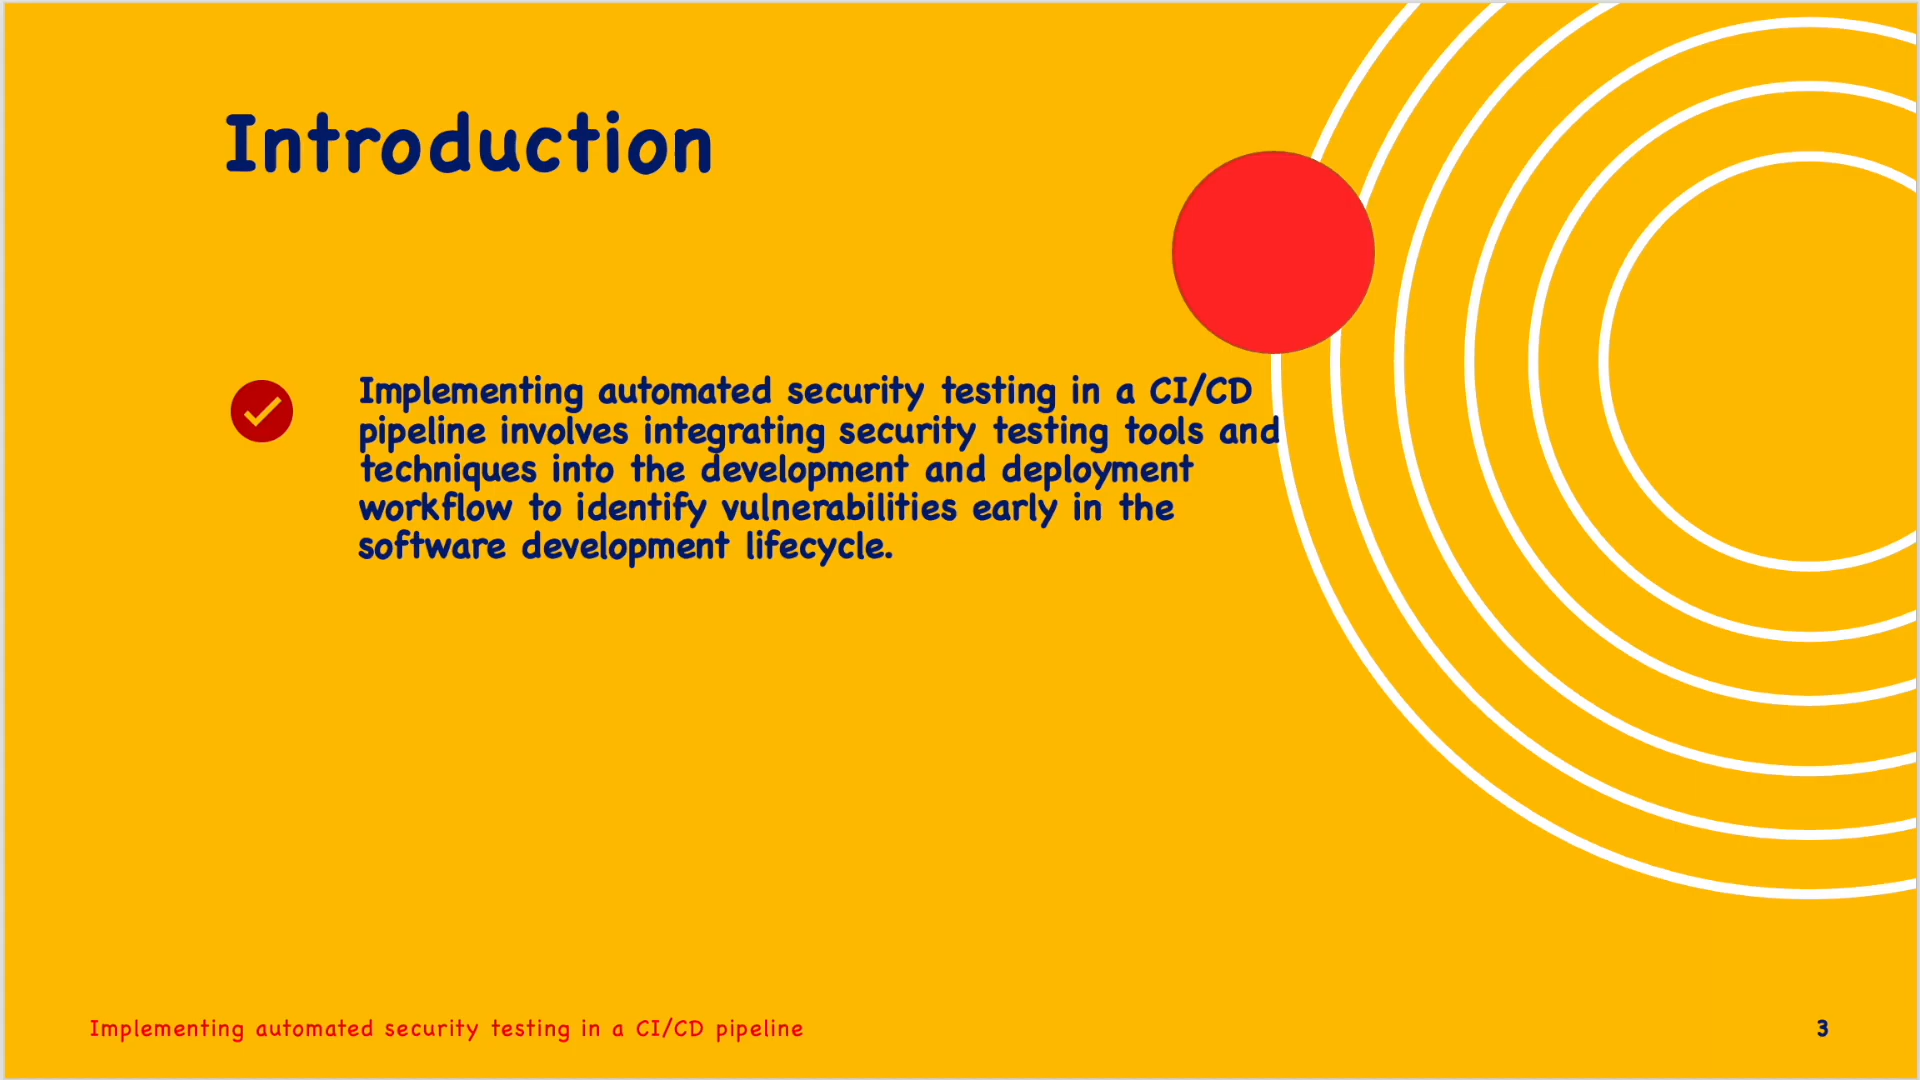 Introduction
Implementing automated security testing in a CI/CD
pipeline involves integrating security testing tools and
techniques into the development and deployment
workflow to identify vulnerabilities early in the
software development lifecycle.
Implementing automated security testing in a CI/CD pipeline
3